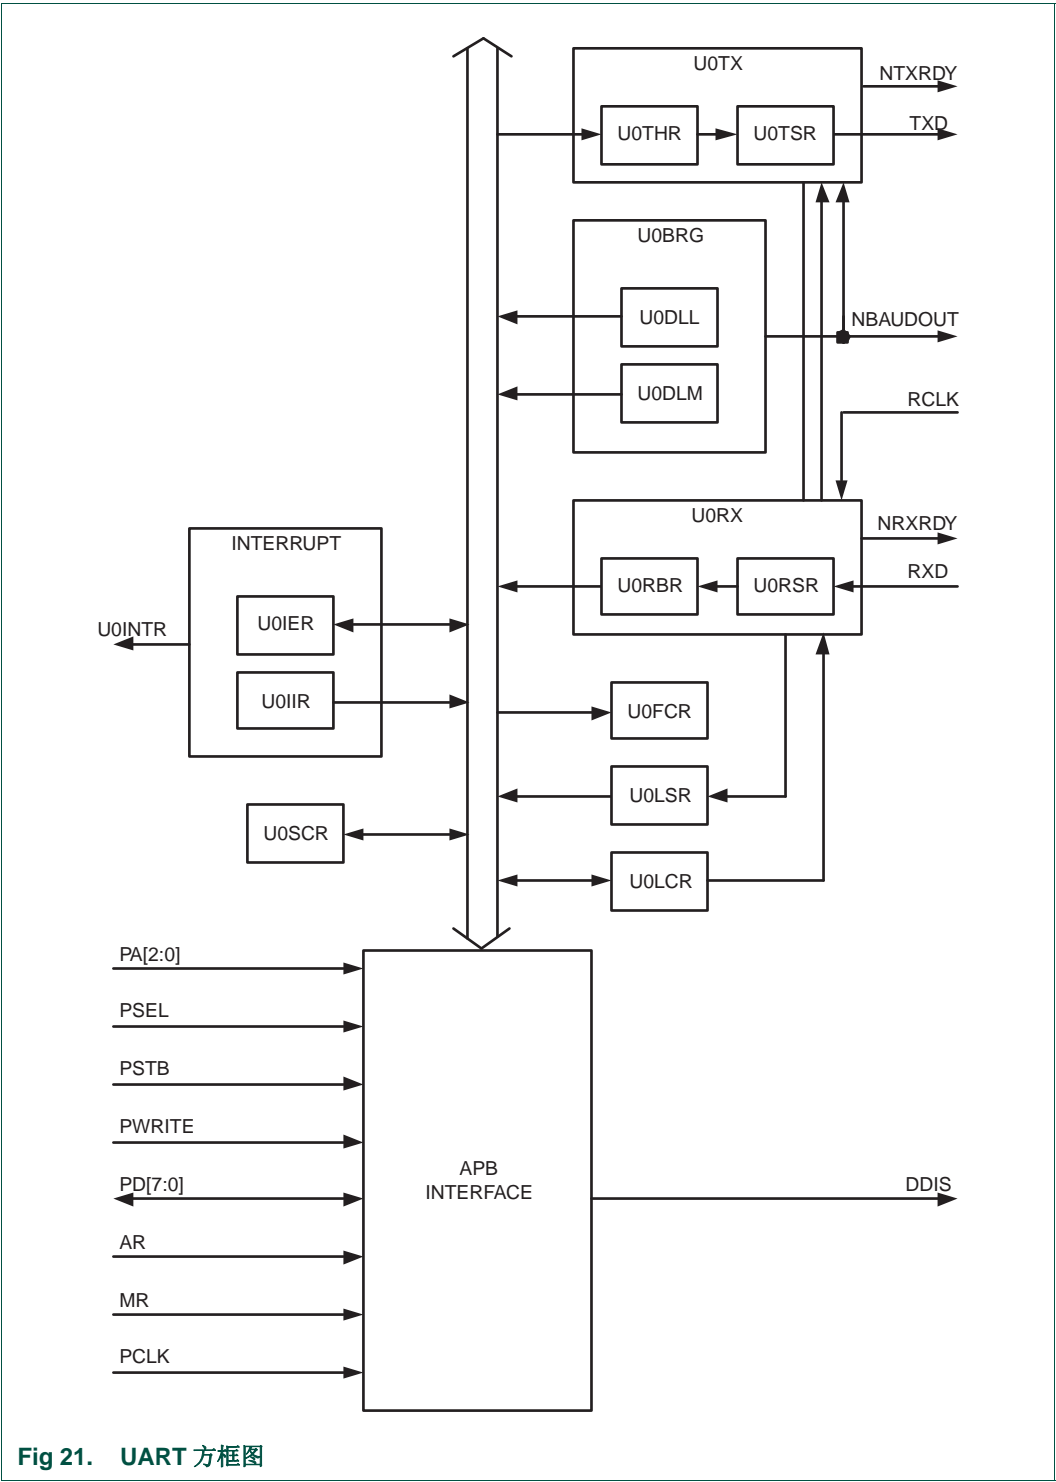 U0TX
NTXRDY
U0THR
U0TSR
TXD
U0BRG
U0DLL
NBAUDOUT
U0DLM
RCLK
U0RX
NRXRDY
INTERRUPT
U0RBR
U0RSR
RXD
U0INTR
U0IER
U0IIR
U0FCR
U0LSR
U0SCR
U0LCR
PA[2:0]
PSEL
PSTB
PWRITE
APB
INTERFACE
PD[7:0]
DDIS
AR
MR
PCLK
Fig 21. UART 方框图